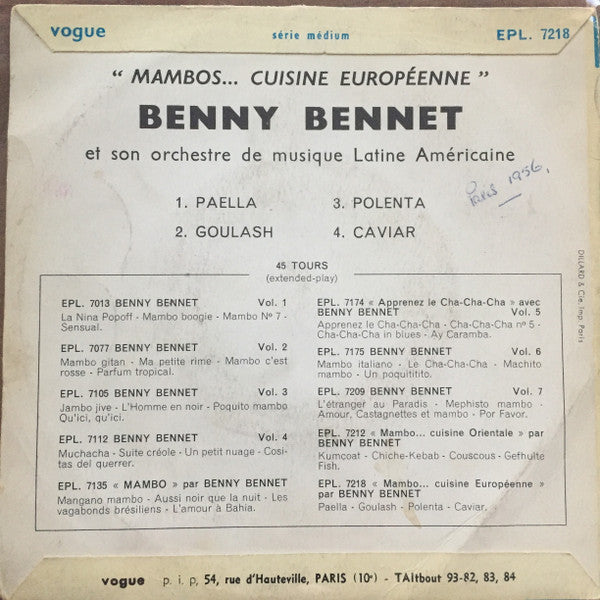 vogue série médium EPL. 7218
“ MAMBOS... CUISINE EUROPÉENNE ”
BENNY BENNET
et son orchestre de musique Latine Américaine
1. PAELLA 3. POLENTA
2. GOULASH 4. CAVIAR
Paris 1956.
45 TOURS
(extended-play)
EPL. 7013 BENNY BENNET Vol. 1
La Nina Popoff - Mambo boogie - Mambo Nº 7 -
Sensual.
EPL. 7077 BENNY BENNET Vol. 2
Mambo gitan - Ma petite rime - Mambo c'est
rosse - Parfum tropical.
EPL. 7105 BENNY BENNET Vol. 3
Jambo jive - L'Homme en noir - Poquito mambo
Qu'ici, qu'ici.
EPL. 7112 BENNY BENNET Vol. 4
Muchacha - Suite créole - Un petit nuage - Cosi-
tas del querrer.
EPL. 7135 « MAMBO » par BENNY BENNET
Mangano mambo - Aussi noir que la nuit - Les
vagabonds brésiliens - L'amour à Bahia.
EPL. 7174 « Apprenez le Cha-Cha-Cha » avec
BENNY BENNET Vol. 5
Apprenez le Cha-Cha-Cha - Cha-Cha-Cha nº 5 -
Cha-Cha-Cha in blues - Ay Caramba.
EPL. 7175 BENNY BENNET Vol. 6
Mambo italiano - Le Cha-Cha-Cha - Machito
mambo - Un poquititito.
EPL. 7209 BENNY BENNET Vol. 7
L'étranger au Paradis - Mephisto mambo -
Amour, Castagnettes et mambo - Por Favor.
EPL. 7212 « Mambo... cuisine Orientale » par
BENNY BENNET
Kumcoat - Chiche-Kebab - Couscous - Gefhulte
Fish.
EPL. 7218 « Mambo... cuisine Européenne »
par BENNY BENNET
Paella - Goulash - Polenta - Caviar.
DILLARD & Cie. Imp. Paris
vogue p. i. p, 54, rue d'Hauteville, PARIS (10ᵉ) - TAItbout 93-82, 83, 84